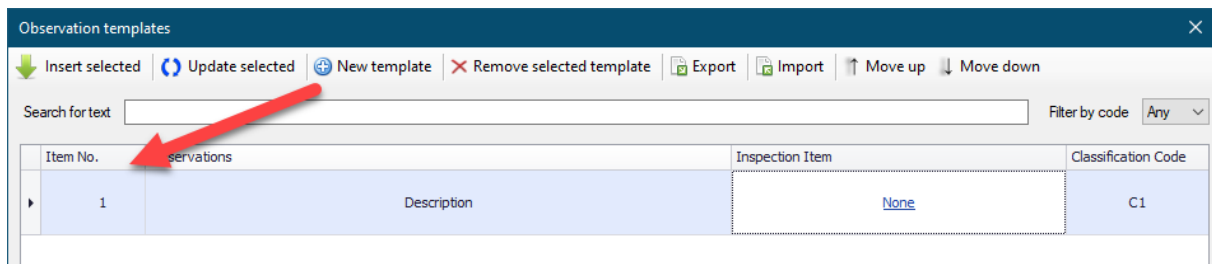 Observation templates
Insert selected Update selected New template Remove selected template Export Import Move up Move down
Search for text Filter by code Any
Item No. servations Inspection Item Classification Code
1 Description None C1